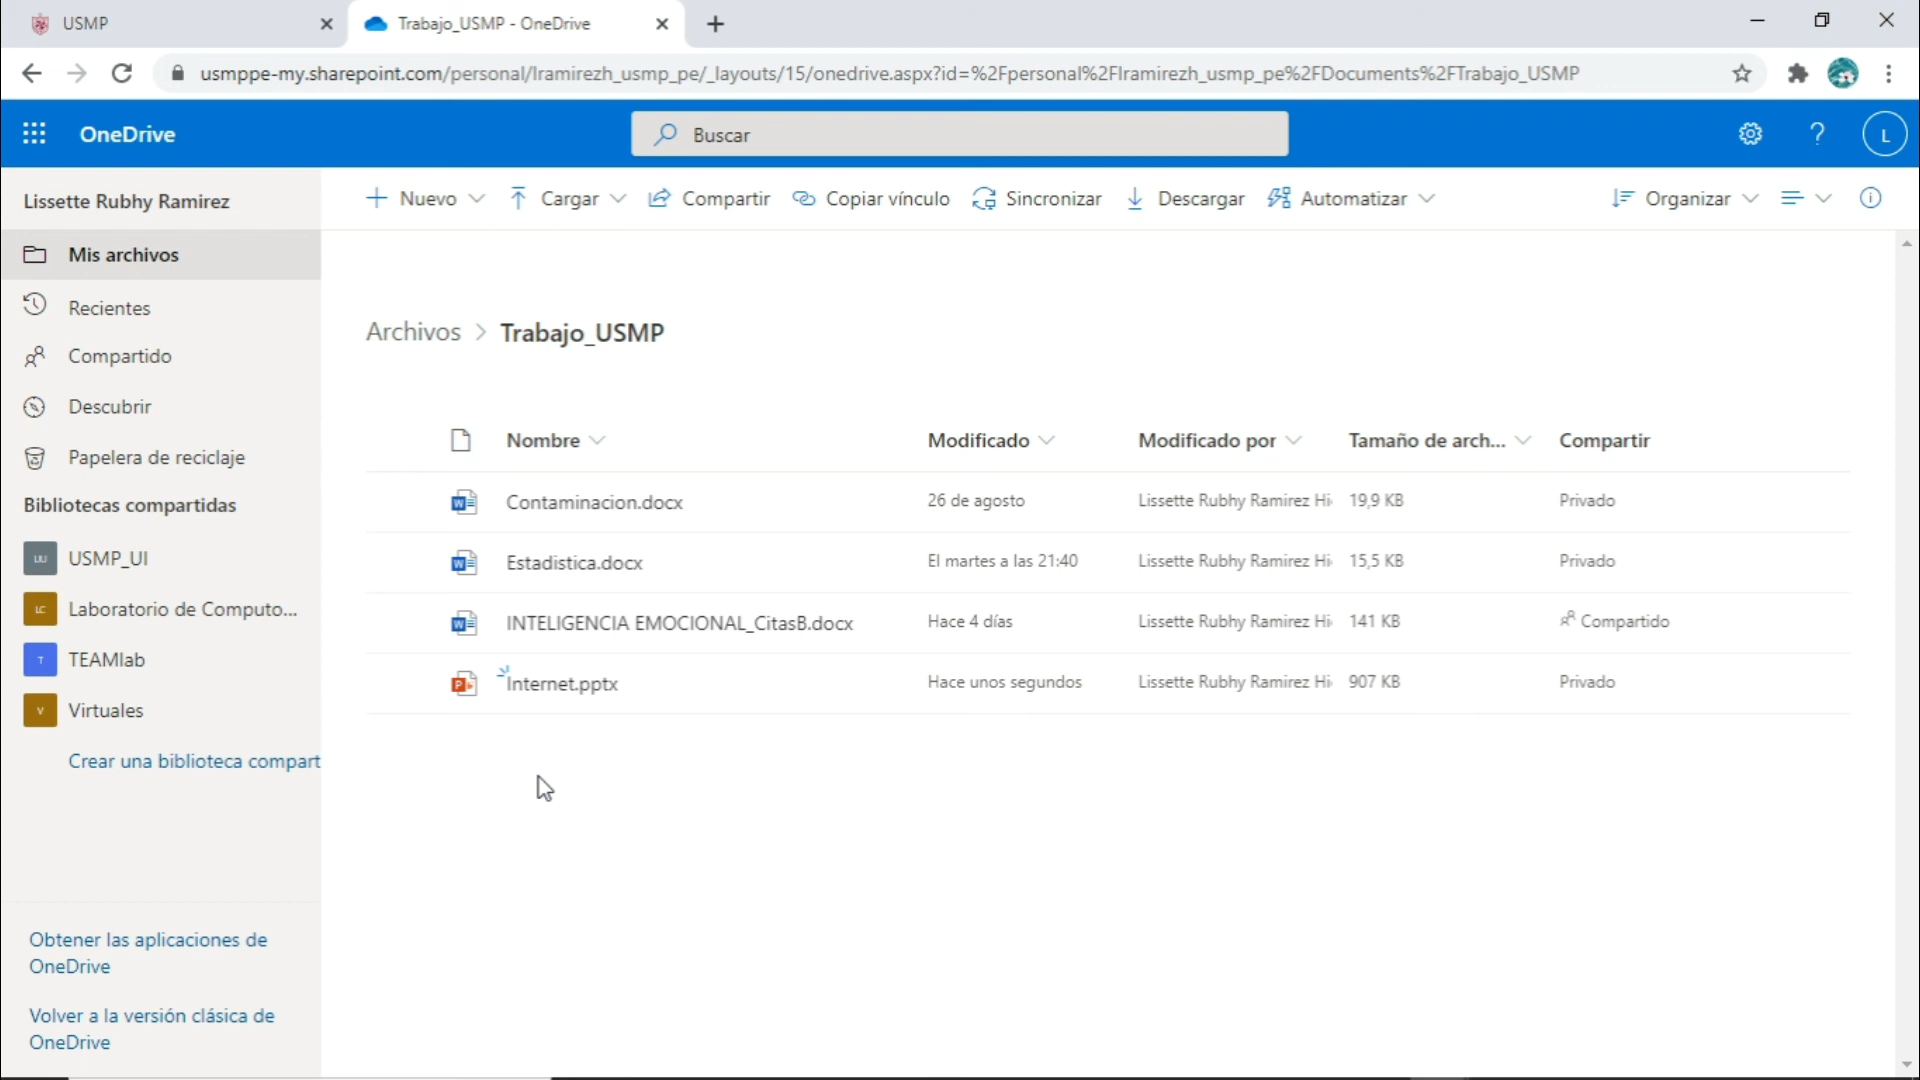 USMP
Trabajo_USMP - OneDrive
usmppe-my.sharepoint.com/personal/lramirezh_usmp_pe/_layouts/15/onedrive.aspx?id=%2Fpersonal%2Flramirezh_usmp_pe%2FDocuments%2FTrabajo_USMP
OneDrive
Buscar
L
Lissette Rubhy Ramirez
Nuevo
Cargar
Compartir
Copiar vínculo
Sincronizar
Descargar
Automatizar
Organizar
Mis archivos
Recientes
Compartido
Descubrir
Papelera de reciclaje
Bibliotecas compartidas
UU USMP_UI
LC Laboratorio de Computo...
T TEAMlab
V Virtuales
Crear una biblioteca compart
Obtener las aplicaciones de
OneDrive
Volver a la versión clásica de
OneDrive
Archivos > Trabajo_USMP
Nombre Modificado Modificado por Tamaño de arch... Compartir
Contaminacion.docx 26 de agosto Lissette Rubhy Ramirez Hi 19,9 KB Privado
Estadistica.docx El martes a las 21:40 Lissette Rubhy Ramirez Hi 15,5 KB Privado
INTELIGENCIA EMOCIONAL_CitasB.docx Hace 4 días Lissette Rubhy Ramirez Hi 141 KB Compartido
Internet.pptx Hace unos segundos Lissette Rubhy Ramirez Hi 907 KB Privado